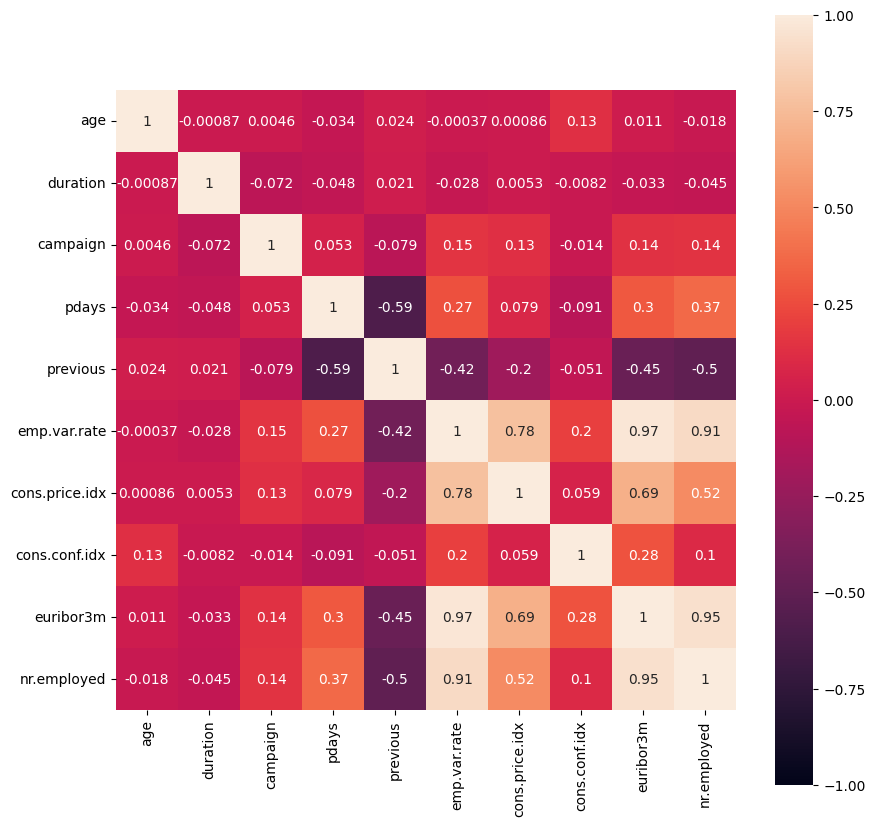 age 1 -0.00087 0.0046 -0.034 0.024 -0.00037 0.00086 0.13 0.011 -0.018
duration -0.00087 1 -0.072 -0.048 0.021 -0.028 0.0053 -0.0082 -0.033 -0.045
campaign 0.0046 -0.072 1 0.053 -0.079 0.15 0.13 -0.014 0.14 0.14
pdays -0.034 -0.048 0.053 1 -0.59 0.27 0.079 -0.091 0.3 0.37
previous 0.024 0.021 -0.079 -0.59 1 -0.42 -0.2 -0.051 -0.45 -0.5
emp.var.rate -0.00037 -0.028 0.15 0.27 -0.42 1 0.78 0.2 0.97 0.91
cons.price.idx 0.00086 0.0053 0.13 0.079 -0.2 0.78 1 0.059 0.69 0.52
cons.conf.idx 0.13 -0.0082 -0.014 -0.091 -0.051 0.2 0.059 1 0.28 0.1
euribor3m 0.011 -0.033 0.14 0.3 -0.45 0.97 0.69 0.28 1 0.95
nr.employed -0.018 -0.045 0.14 0.37 -0.5 0.91 0.52 0.1 0.95 1
age
duration
campaign
pdays
previous
emp.var.rate
cons.price.idx
cons.conf.idx
euribor3m
nr.employed
1.00
0.75
0.50
0.25
0.00
-0.25
-0.50
-0.75
-1.00